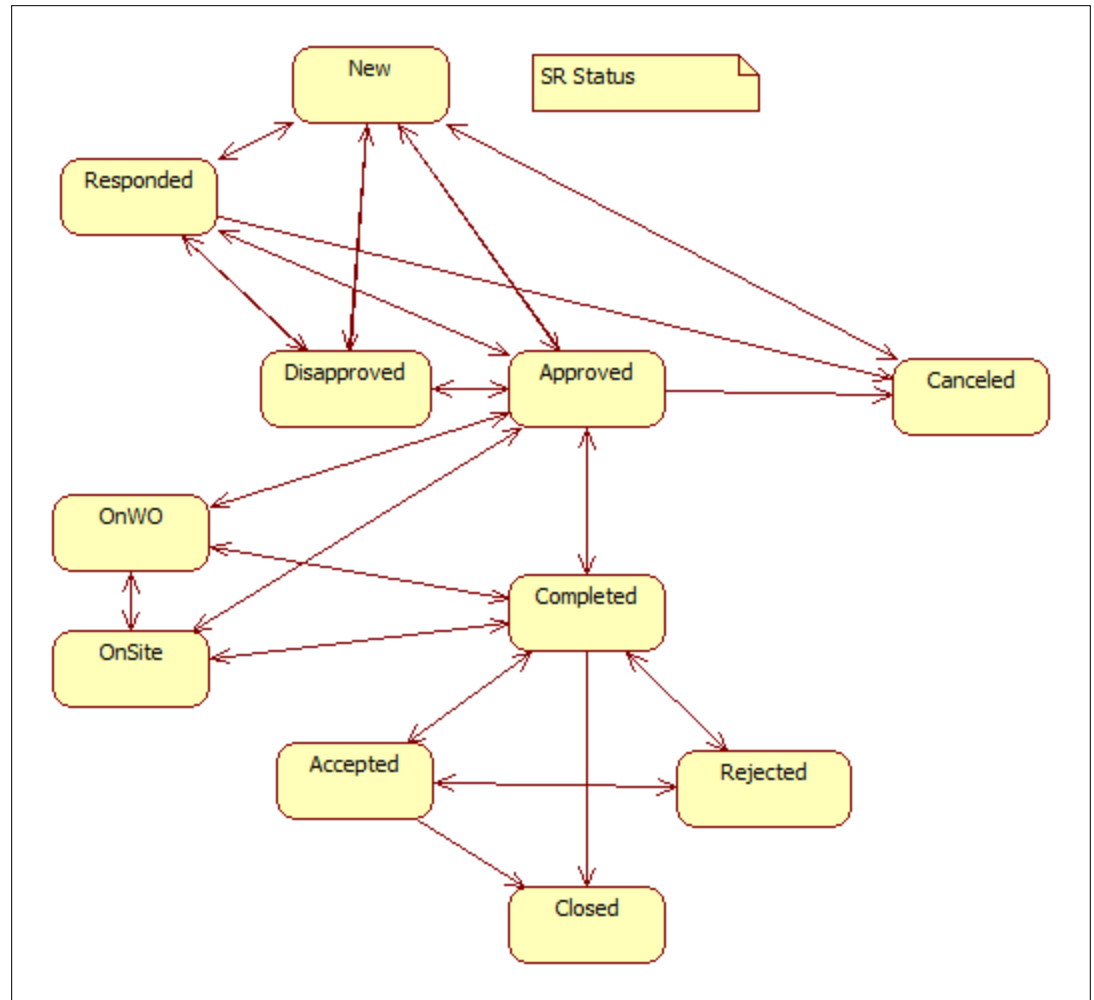 New
SR Status
Responded
Disapproved
Approved
Canceled
OnWO
Completed
OnSite
Accepted
Rejected
Closed